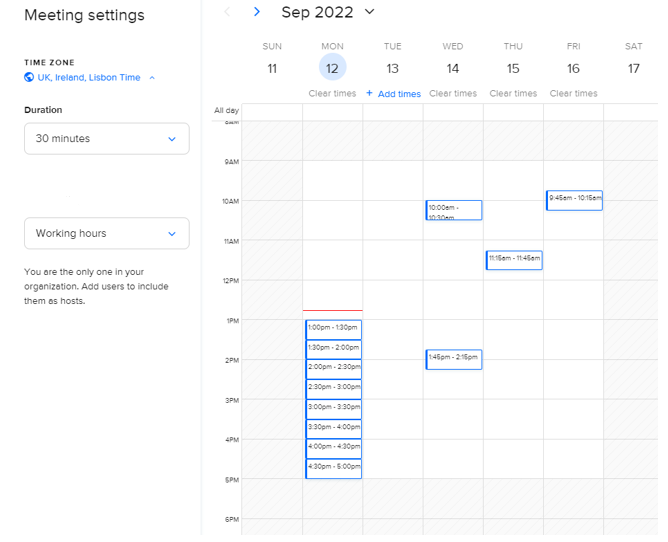 Meeting settings
TIME ZONE
UK, Ireland, Lisbon Time
Duration
30 minutes
Working hours
You are the only one in your
organization. Add users to include
them as hosts.
Sep 2022
SUN MON TUE WED THU FRI SAT
11 12 13 14 15 16 17
Clear times + Add times Clear times Clear times Clear times
All day
8AM
9AM
10AM
11AM
12PM
1PM
2PM
3PM
4PM
5PM
6PM
1:00pm - 1:30pm
1:30pm - 2:00pm
2:00pm - 2:30pm
2:30pm - 3:00pm
3:00pm - 3:30pm
3:30pm - 4:00pm
4:00pm - 4:30pm
4:30pm - 5:00pm
10:00am -
10:30am
1:45pm - 2:15pm
11:15am - 11:45am
9:45am - 10:15am